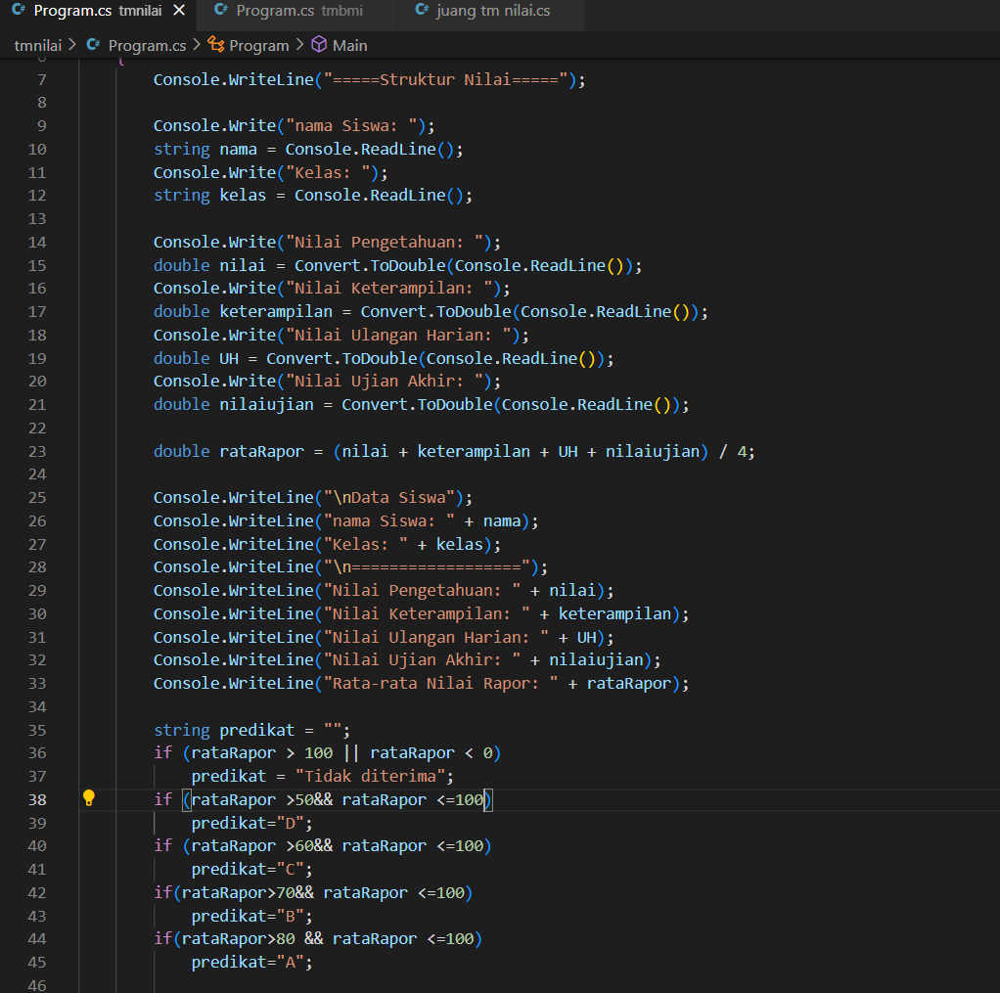 Program.cs tmnilai
Program.cs tmbmi
juang tm nilai.cs
tmnilai > Program.cs > Program > Main
6 {
7 Console.WriteLine("=====Struktur Nilai=====");
8
9 Console.Write("nama Siswa: ");
10 string nama = Console.ReadLine();
11 Console.Write("Kelas: ");
12 string kelas = Console.ReadLine();
13
14 Console.Write("Nilai Pengetahuan: ");
15 double nilai = Convert.ToDouble(Console.ReadLine());
16 Console.Write("Nilai Keterampilan: ");
17 double keterampilan = Convert.ToDouble(Console.ReadLine());
18 Console.Write("Nilai Ulangan Harian: ");
19 double UH = Convert.ToDouble(Console.ReadLine());
20 Console.Write("Nilai Ujian Akhir: ");
21 double nilaiujian = Convert.ToDouble(Console.ReadLine());
22
23 double rataRapor = (nilai + keterampilan + UH + nilaiujian) / 4;
24
25 Console.WriteLine("\nData Siswa");
26 Console.WriteLine("nama Siswa: " + nama);
27 Console.WriteLine("Kelas: " + kelas);
28 Console.WriteLine("\n==================");
29 Console.WriteLine("Nilai Pengetahuan: " + nilai);
30 Console.WriteLine("Nilai Keterampilan: " + keterampilan);
31 Console.WriteLine("Nilai Ulangan Harian: " + UH);
32 Console.WriteLine("Nilai Ujian Akhir: " + nilaiujian);
33 Console.WriteLine("Rata-rata Nilai Rapor: " + rataRapor);
34
35 string predikat = "";
36 if (rataRapor > 100 || rataRapor < 0)
37 predikat = "Tidak diterima";
38 if (rataRapor >50&& rataRapor <=100)
39 predikat="D";
40 if (rataRapor >60&& rataRapor <=100)
41 predikat="C";
42 if(rataRapor>70&& rataRapor <=100)
43 predikat="B";
44 if(rataRapor>80 && rataRapor <=100)
45 predikat="A";
46